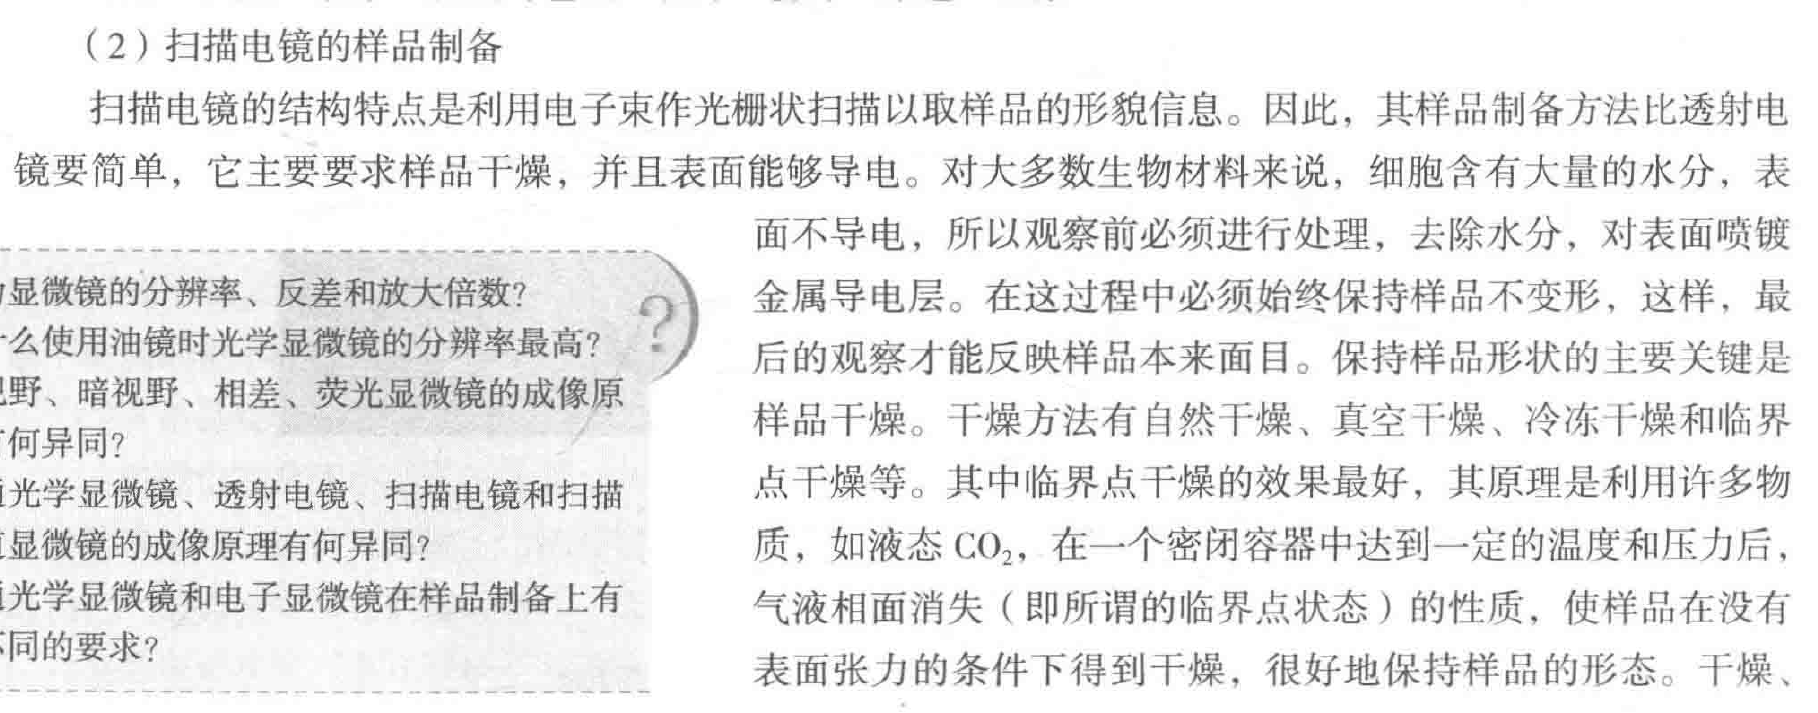 （2）扫描电镜的样品制备
扫描电镜的结构特点是利用电子束作光栅状扫描以取样品的形貌信息。因此，其样品制备方法比透射电
镜要简单，它主要要求样品干燥，并且表面能够导电。对大多数生物材料来说，细胞含有大量的水分，表
面不导电，所以观察前必须进行处理，去除水分，对表面喷镀
金属导电层。在这过程中必须始终保持样品不变形，这样，最
后的观察才能反映样品本来面目。保持样品形状的主要关键是
样品干燥。干燥方法有自然干燥、真空干燥、冷冻干燥和临界
点干燥等。其中临界点干燥的效果最好，其原理是利用许多物
质，如液态 CO₂，在一个密闭容器中达到一定的温度和压力后，
气液相面消失（即所谓的临界点状态）的性质，使样品在没有
表面张力的条件下得到干燥，很好地保持样品的形态。干燥、
显微镜的分辨率、反差和放大倍数?
么使用油镜时光学显微镜的分辨率最高?
野、暗视野、相差、荧光显微镜的成像原
何异同?
光学显微镜、透射电镜、扫描电镜和扫描
显微镜的成像原理有何异同?
光学显微镜和电子显微镜在样品制备上有
同的要求?
?